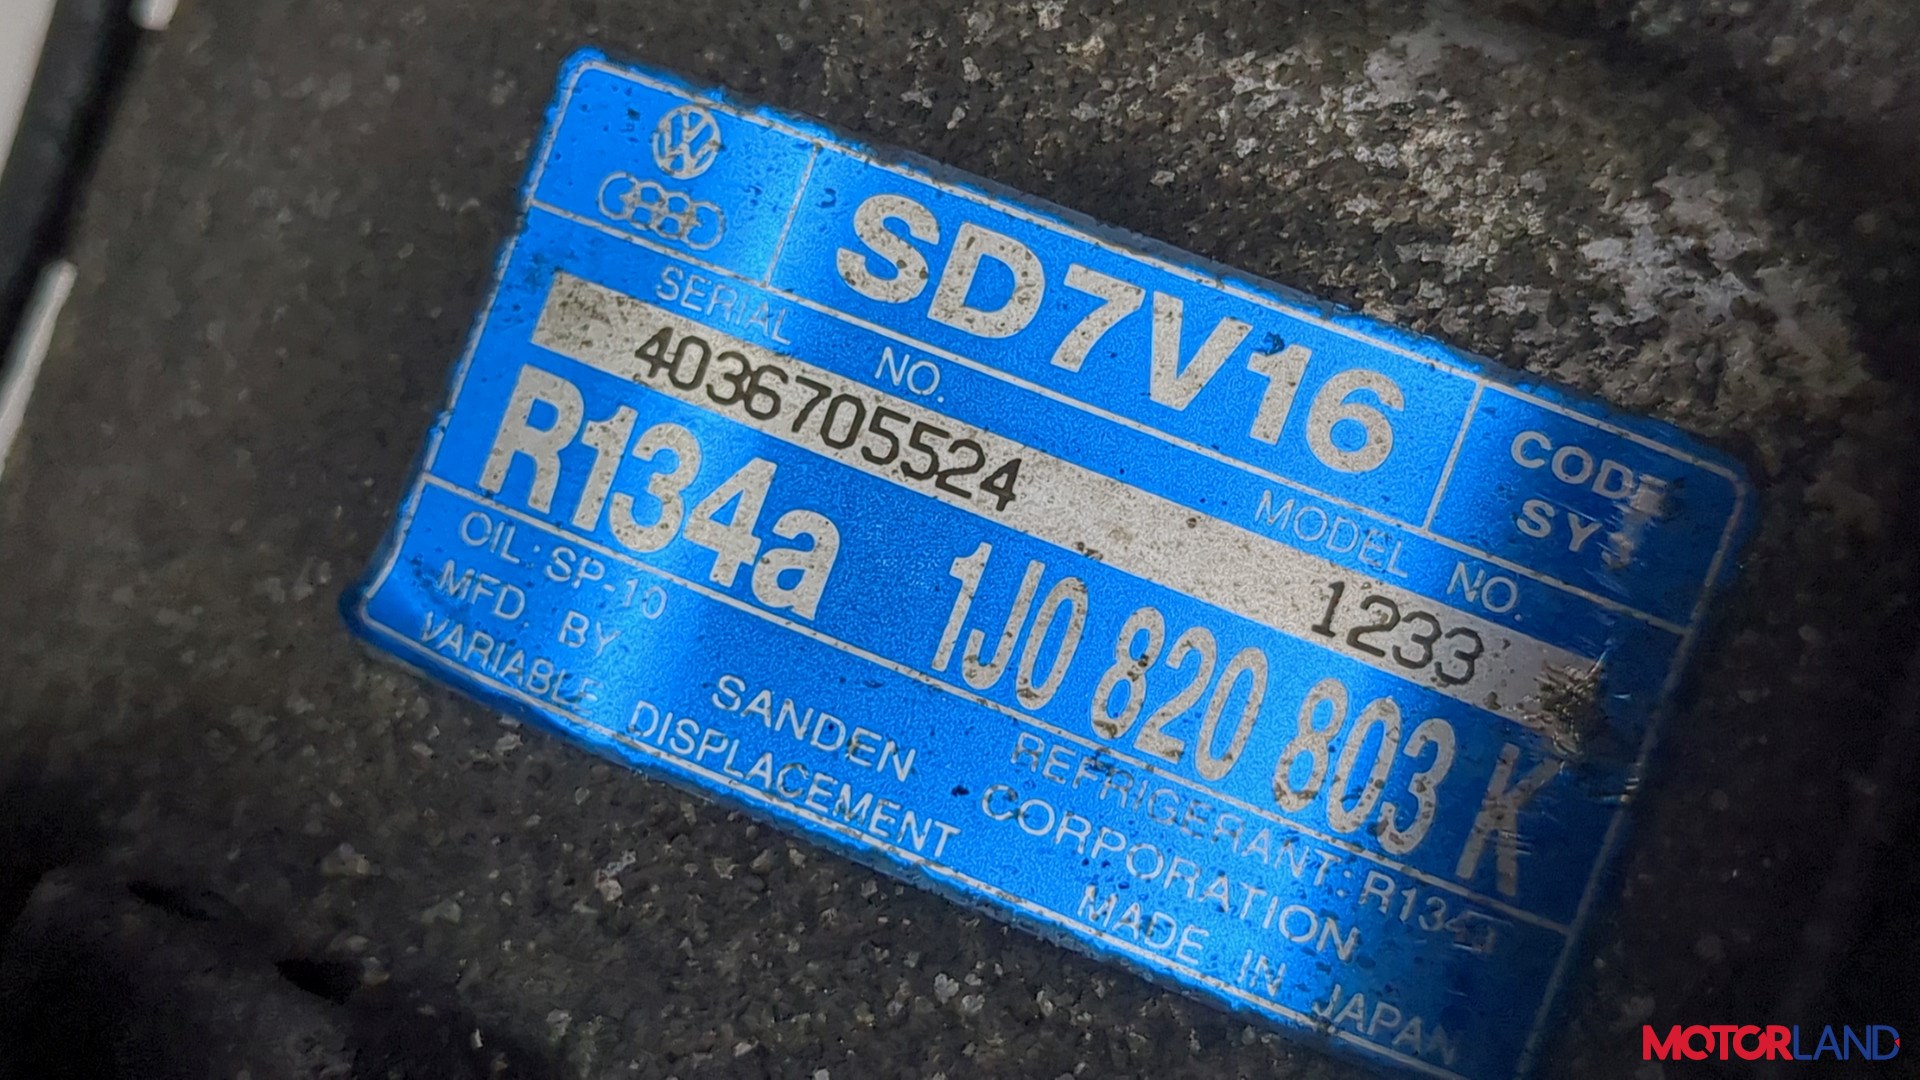 SD7V16
CODE
SY1
SERIAL NO. MODEL NO.
4036705524 1233
R134a 1J0 820 803 K
OIL: SP-10 REFRIGERANT: R134a
MFD. BY SANDEN CORPORATION
VARIABLE DISPLACEMENT MADE IN JAPAN
MOTORLAND